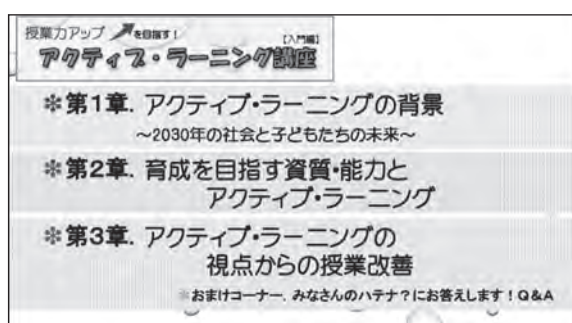 授業力アップ を目指す!
【入門編】
アクティブ・ラーニング講座
*第1章. アクティブ・ラーニングの背景
～2030年の社会と子どもたちの未来～
*第2章. 育成を目指す資質・能力と
アクティブ・ラーニング
*第3章. アクティブ・ラーニングの
視点からの授業改善
*おまけコーナー. みなさんのハテナ?にお答えします!Q&A